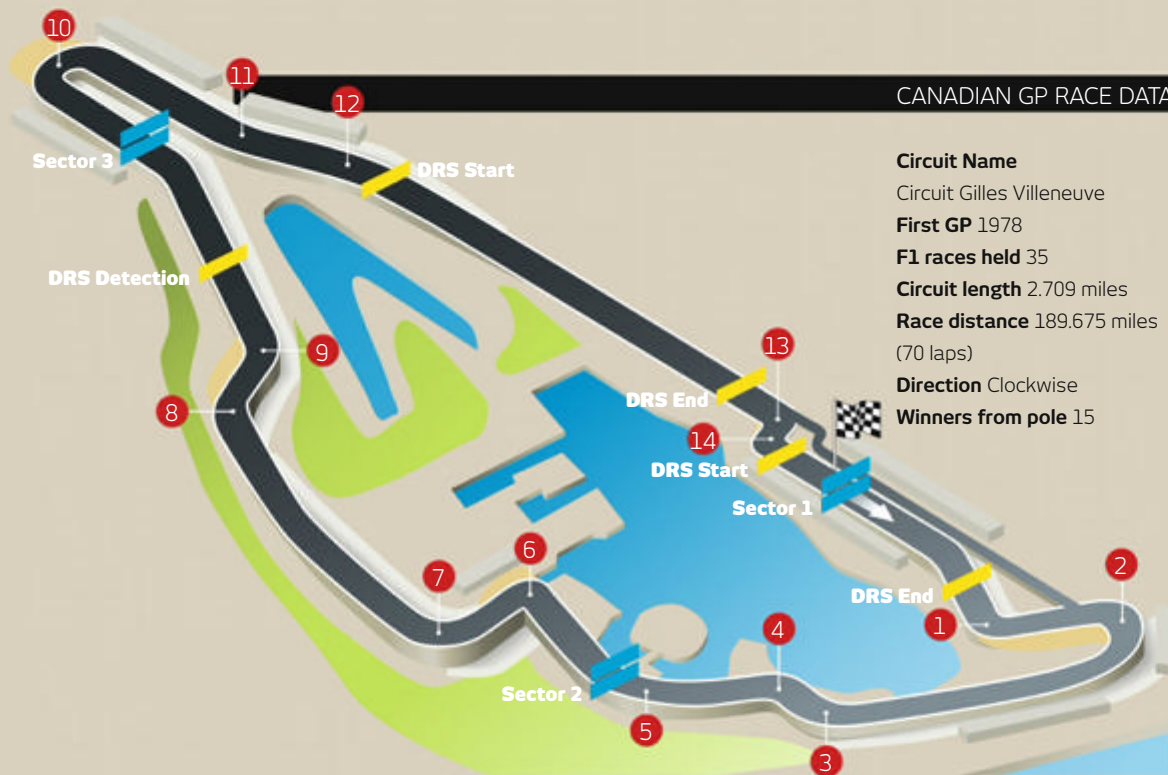 10
11
12
CANADIAN GP RACE DATA
Sector 3
DRS Start
Circuit Name
Circuit Gilles Villeneuve
First GP 1978
F1 races held 35
Circuit length 2.709 miles
Race distance 189.675 miles
(70 laps)
Direction Clockwise
Winners from pole 15
DRS Detection
9
13
8
DRS End
14
DRS Start
Sector 1
6
7
2
DRS End
1
4
Sector 2
5
3